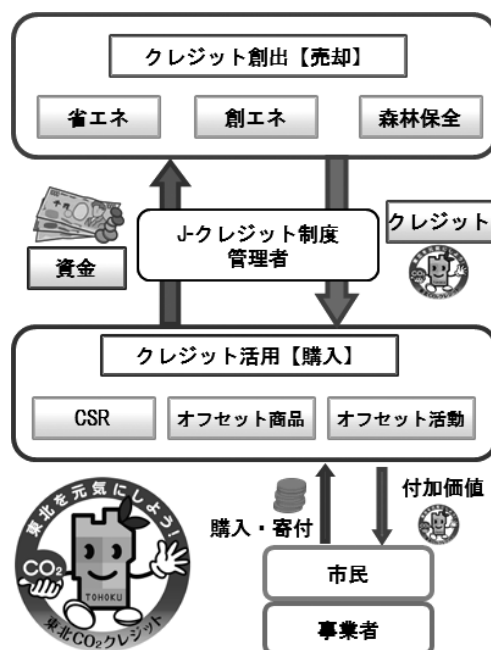 クレジット創出【売却】
省エネ
創エネ
森林保全
資金
J-クレジット制度
管理者
クレジット
クレジット活用【購入】
CSR
オフセット商品
オフセット活動
購入・寄付
付加価値
市民
事業者
東北を元気にしよう!
CO2
TOHOKU
東北CO2クレジット